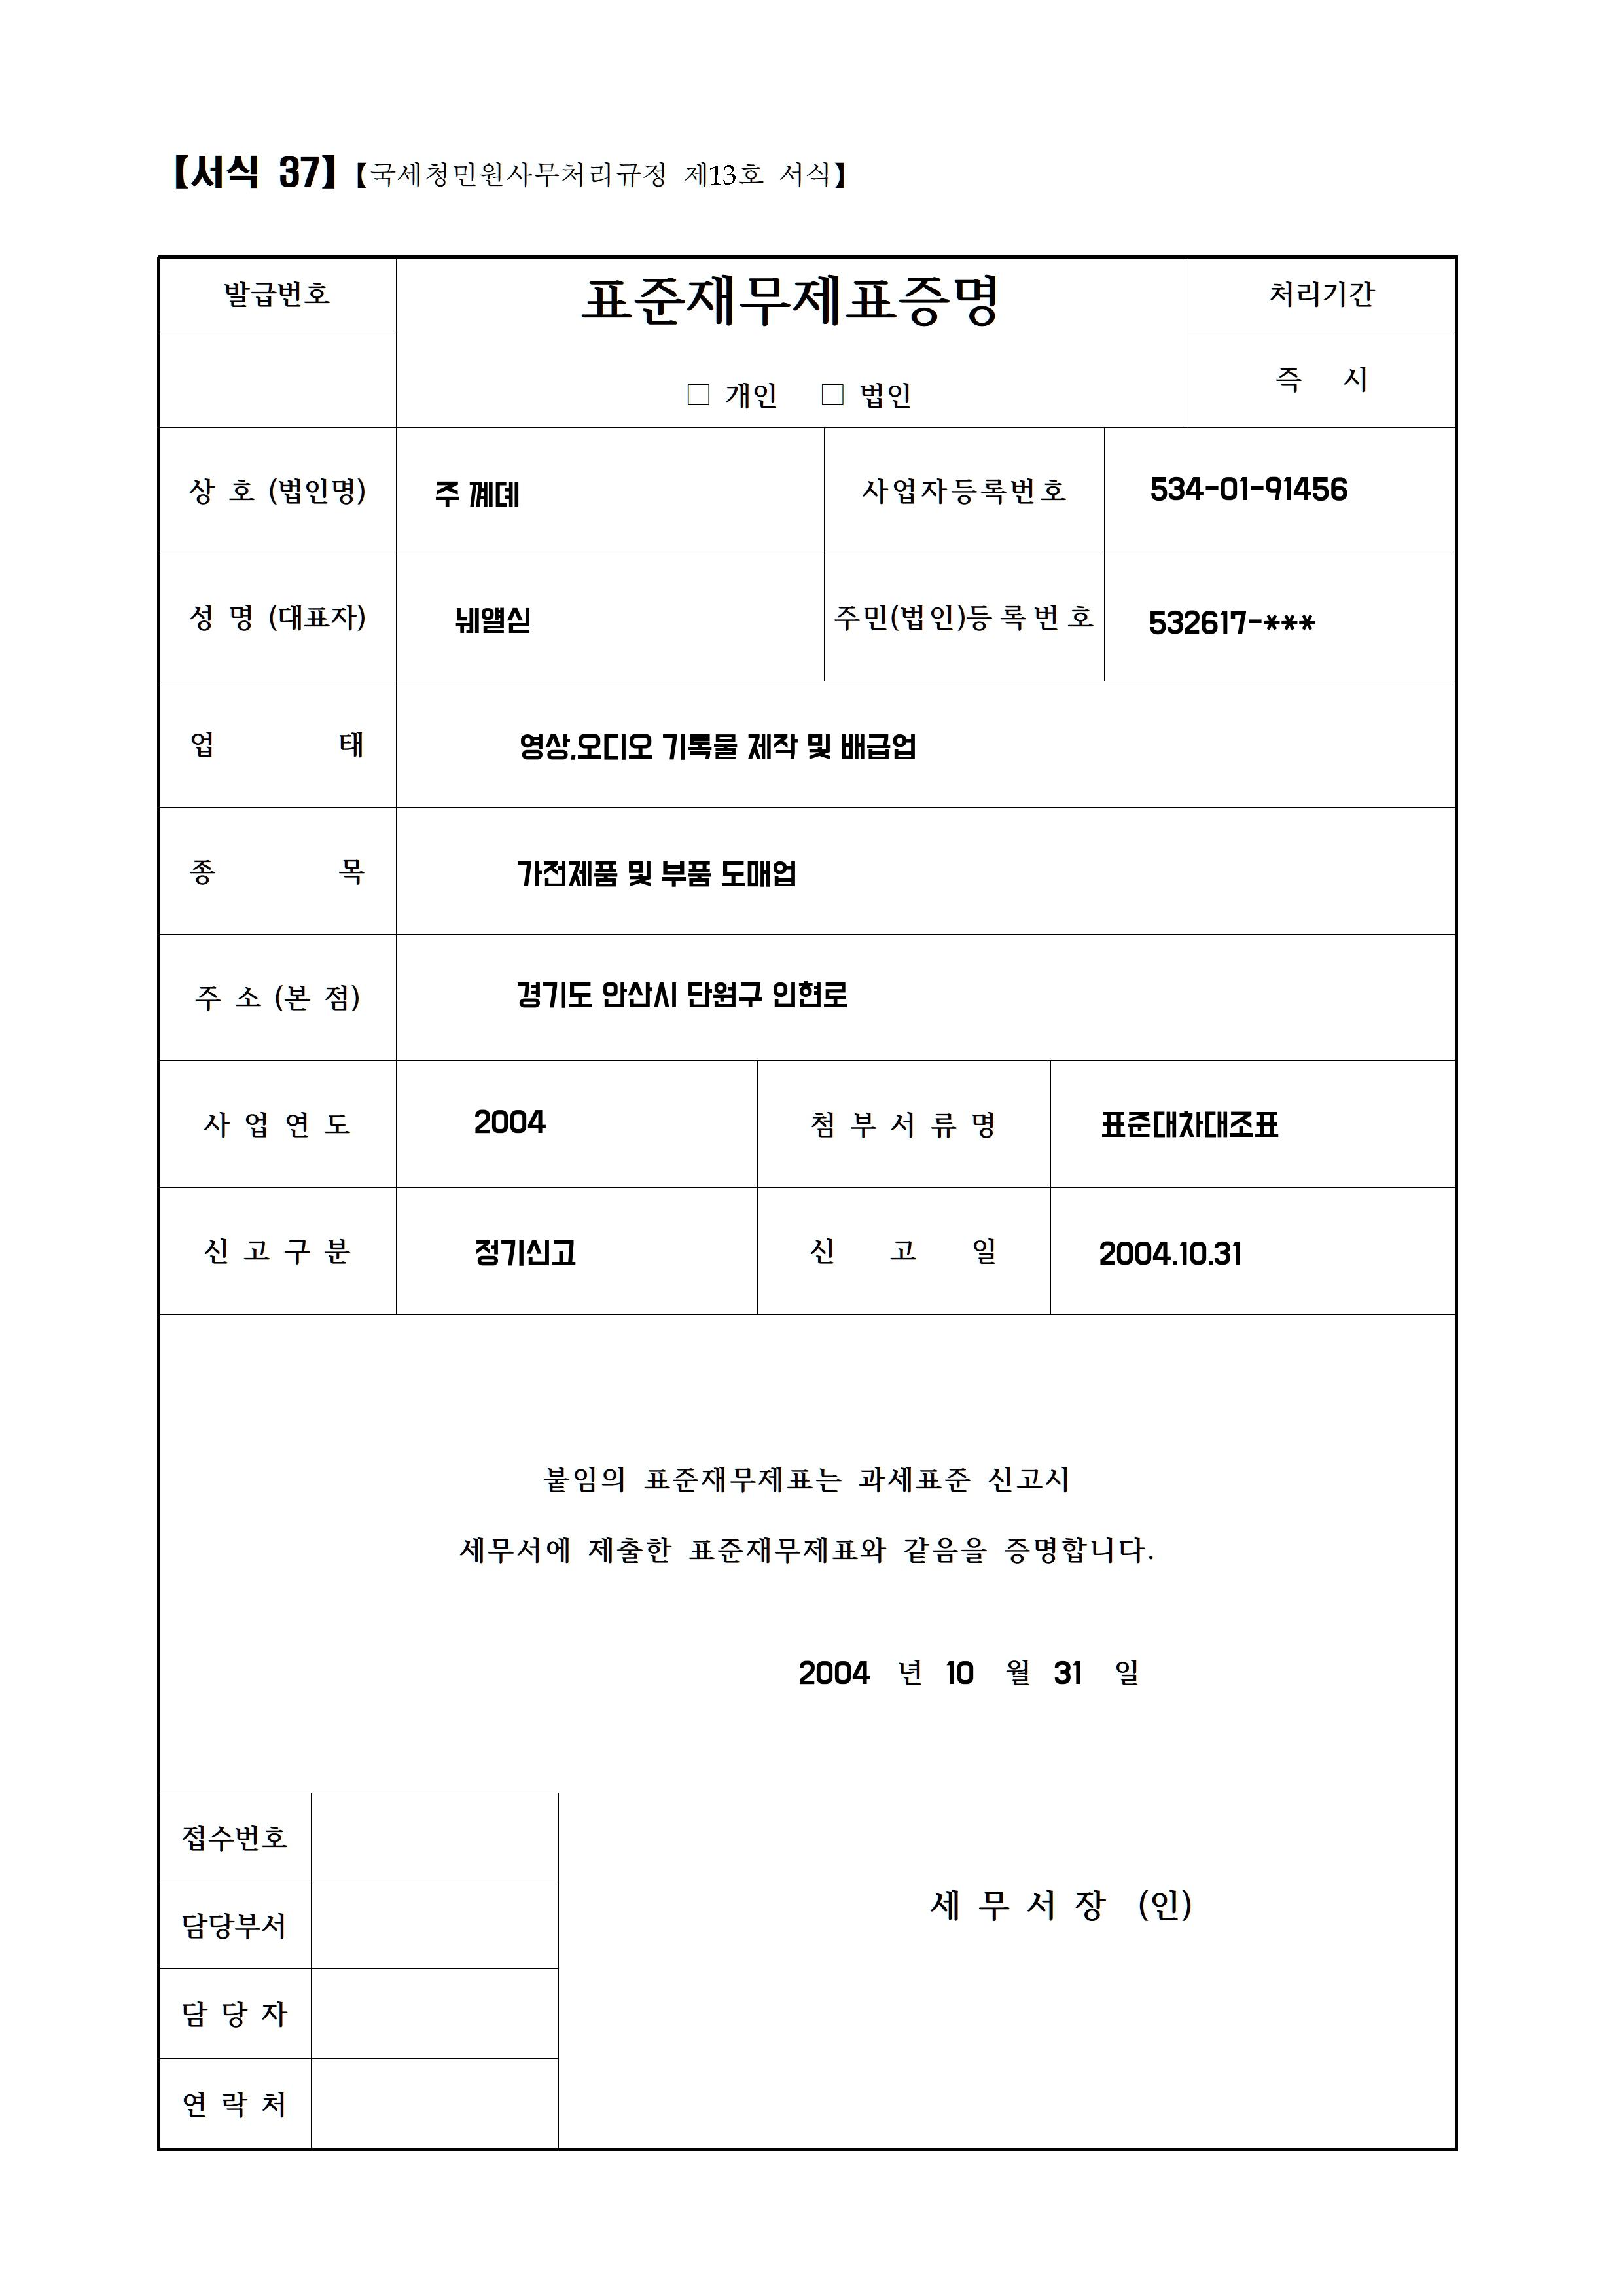 【서식 37】【국세청민원사무처리규정 제13호 서식】
발급번호
표준재무제표증명
처리기간
□ 개인 □ 법인
즉 시
상 호 (법인명) 주 꼐데 사업자등록번호 534-01-91456
성 명 (대표자) 눼앨싣 주민(법인)등록번호 532617-***
업 태 영상,오디오 기록물 제작 및 배급업
종 목 가전제품 및 부품 도매업
주 소 (본 점) 경기도 안산시 단원구 인현로
사 업 연 도 2004 첨 부 서 류 명 표준대차대조표
신 고 구 분 정기신고 신 고 일 2004.10.31
붙임의 표준재무제표는 과세표준 신고시
세무서에 제출한 표준재무제표와 같음을 증명합니다.
2004 년 10 월 31 일
접수번호
담당부서
세 무 서 장 (인)
담 당 자
연 락 처